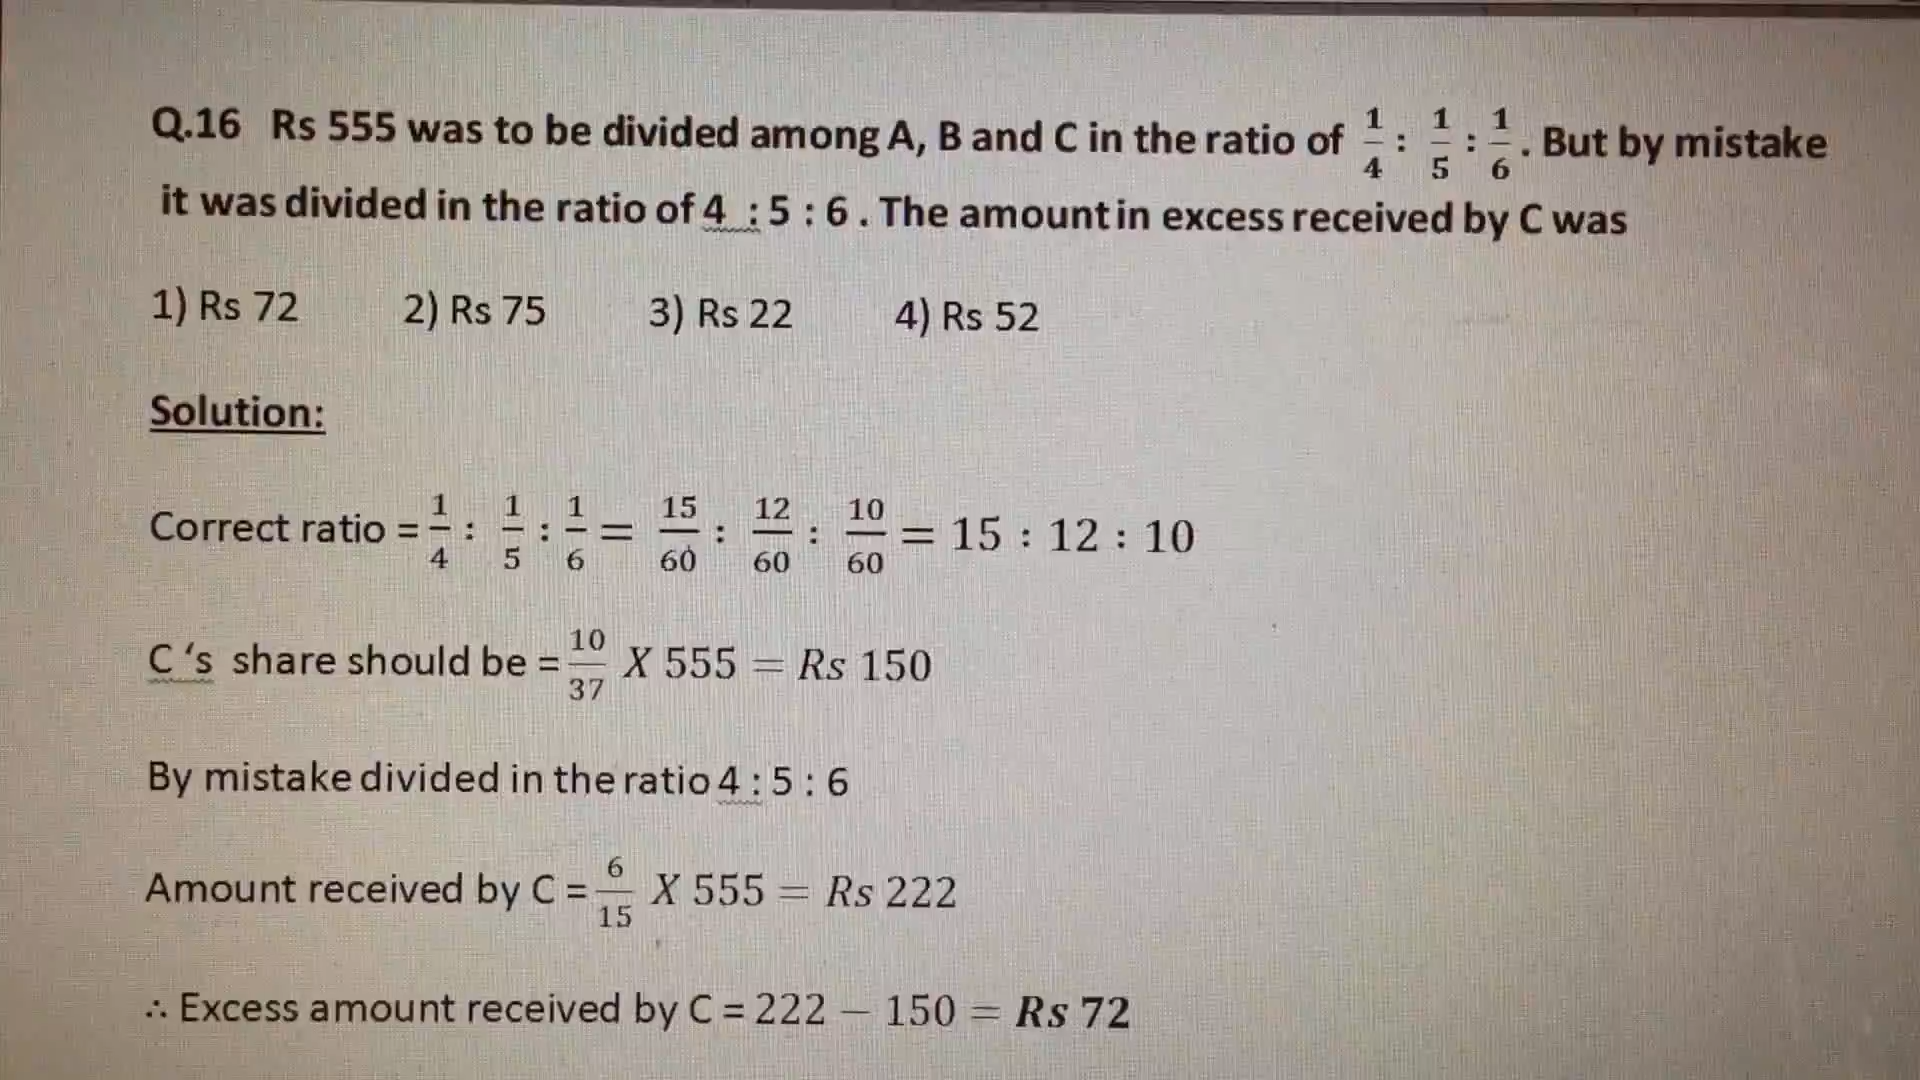 Q.16 Rs 555 was to be divided among A, B and C in the ratio of 1/4 : 1/5 : 1/6 . But by mistake
it was divided in the ratio of 4 : 5 : 6 . The amount in excess received by C was
1) Rs 72 2) Rs 75 3) Rs 22 4) Rs 52
Solution:
Correct ratio = 1/4 : 1/5 : 1/6 = 15/60 : 12/60 : 10/60 = 15 : 12 : 10
C 's share should be = 10/37 X 555 = Rs 150
By mistake divided in the ratio 4 : 5 : 6
Amount received by C = 6/15 X 555 = Rs 222
∴ Excess amount received by C = 222 – 150 = Rs 72